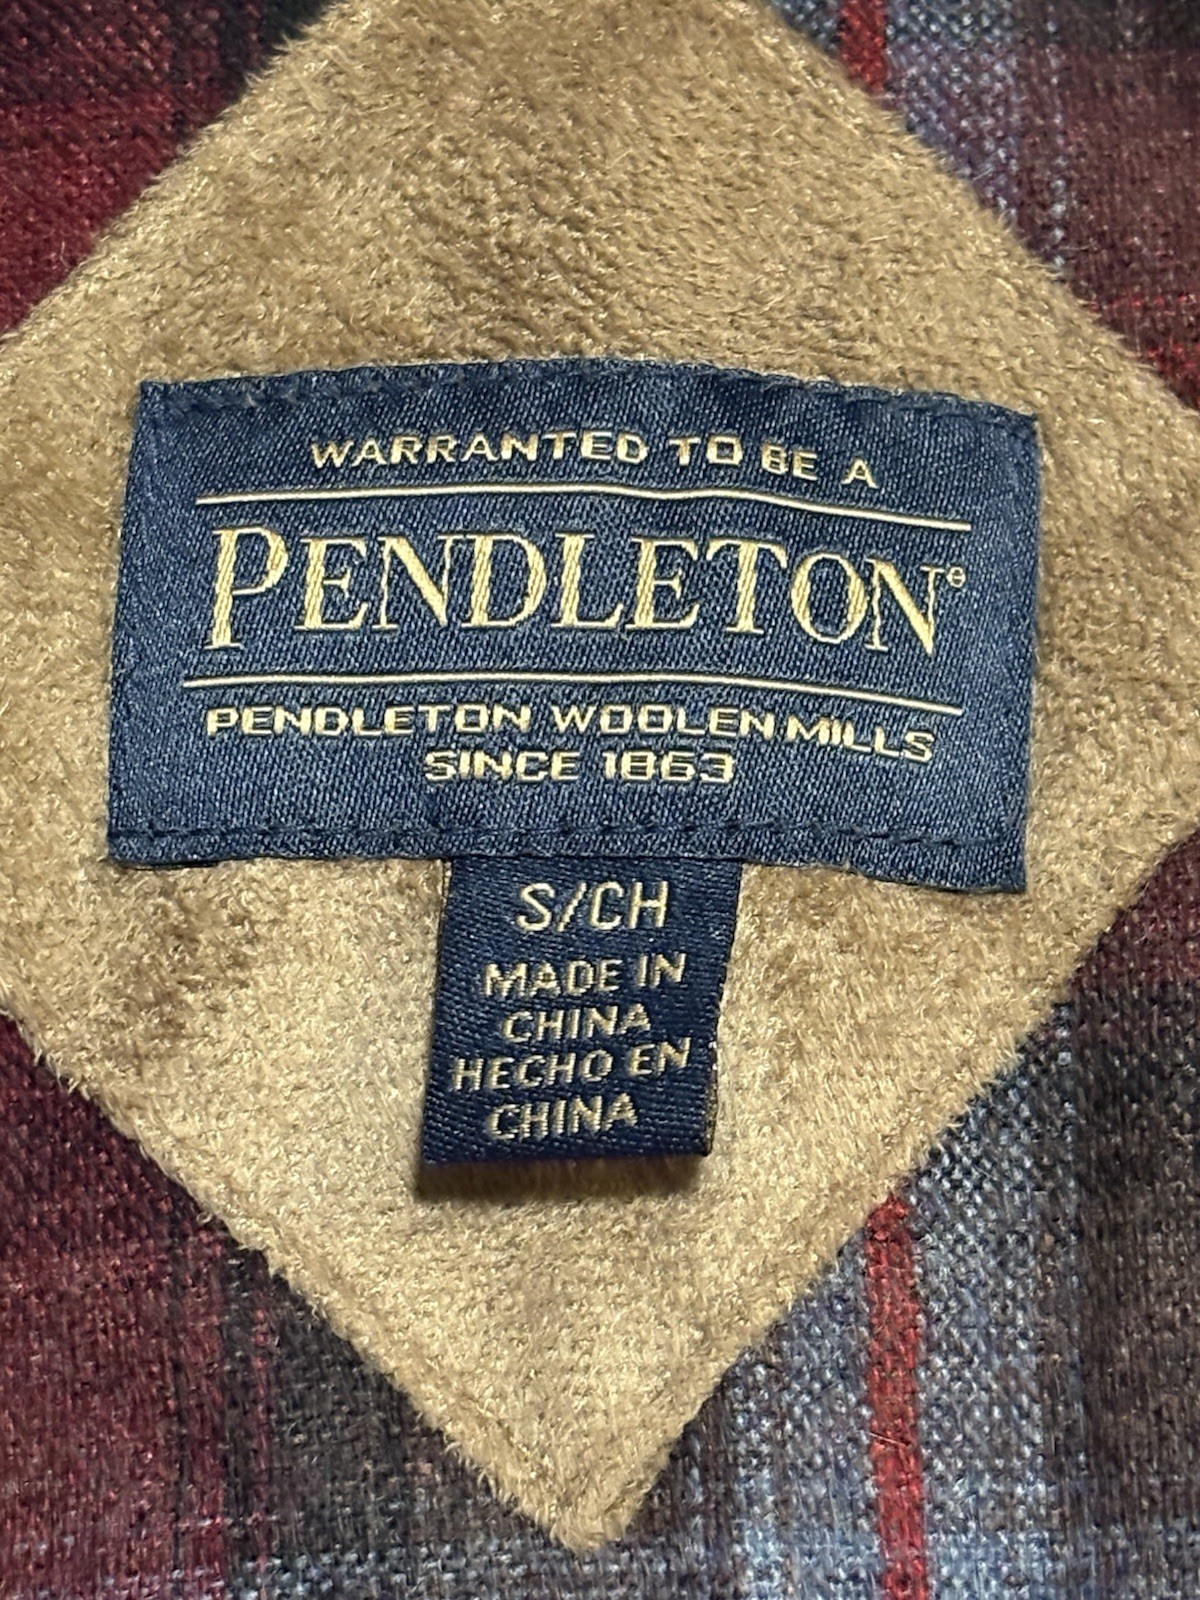 WARRANTED TO BE A
PENDLETON®
PENDLETON WOOLEN MILLS
SINCE 1863
S/CH
MADE IN
CHINA
HECHO EN
CHINA